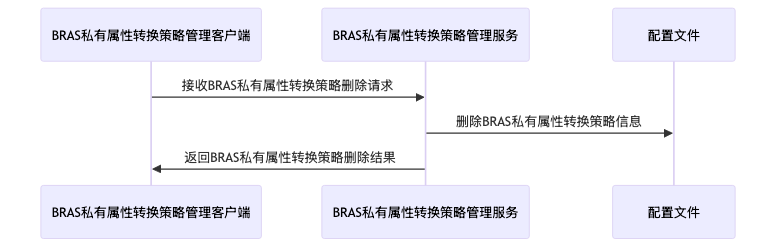 BRAS私有属性转换策略管理客户端
BRAS私有属性转换策略管理服务
配置文件
接收BRAS私有属性转换策略删除请求
删除BRAS私有属性转换策略信息
返回BRAS私有属性转换策略删除结果
BRAS私有属性转换策略管理客户端
BRAS私有属性转换策略管理服务
配置文件